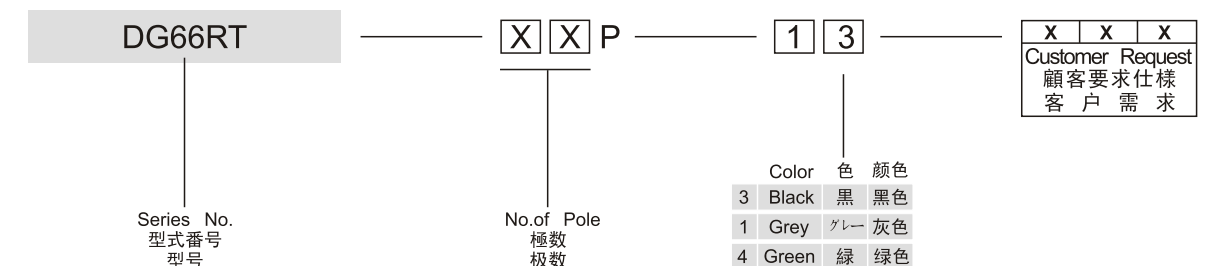 DG66RT
X X P
1 3
X X X
Customer Request
顧客要求仕様
客户需求
Series No.
型式番号
型号
No.of Pole
極数
极数
Color 色 颜色
3 Black 黒 黑色
1 Grey グレー 灰色
4 Green 緑 绿色